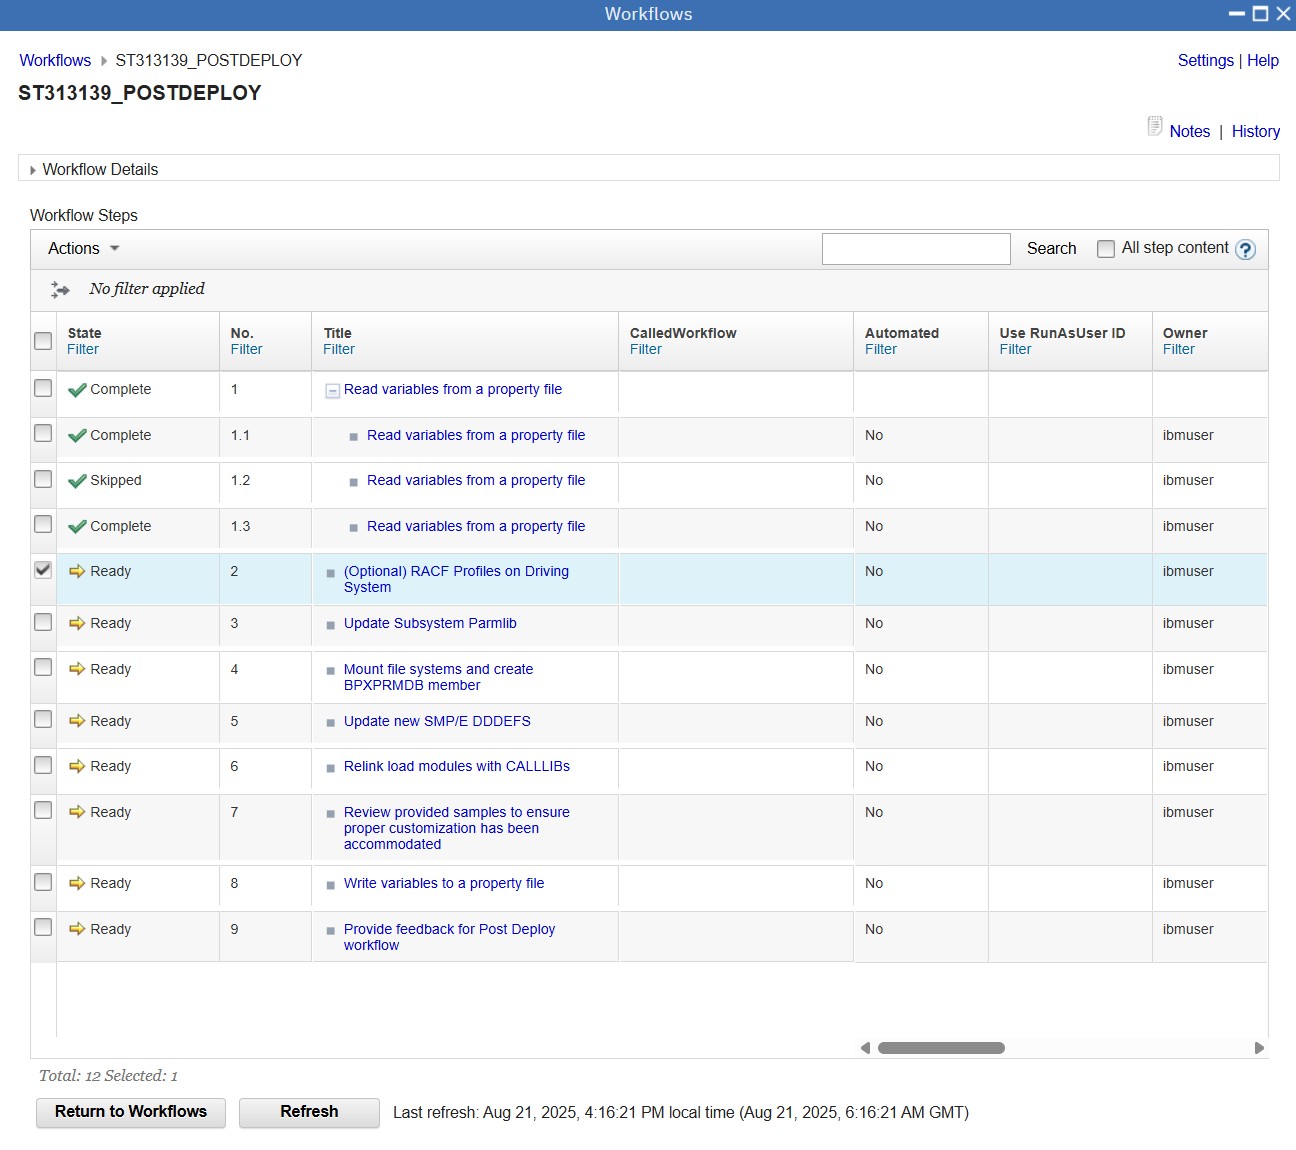 Workflows
Workflows ST313139_POSTDEPLOY
Settings | Help
ST313139_POSTDEPLOY
Notes | History
Workflow Details
Workflow Steps
Actions
Search All step content ?
No filter applied
State No. Title CalledWorkflow Automated Use RunAsUser ID Owner
Filter Filter Filter Filter Filter Filter Filter
Complete 1 Read variables from a property file
Complete 1.1 Read variables from a property file No ibmuser
Skipped 1.2 Read variables from a property file No ibmuser
Complete 1.3 Read variables from a property file No ibmuser
Ready 2 (Optional) RACF Profiles on Driving No ibmuser
System
Ready 3 Update Subsystem Parmlib No ibmuser
Ready 4 Mount file systems and create No ibmuser
BPXPRMDB member
Ready 5 Update new SMP/E DDDEFS No ibmuser
Ready 6 Relink load modules with CALLLIBs No ibmuser
Ready 7 Review provided samples to ensure No ibmuser
proper customization has been
accommodated
Ready 8 Write variables to a property file No ibmuser
Ready 9 Provide feedback for Post Deploy No ibmuser
workflow
Total: 12 Selected: 1
Return to Workflows Refresh Last refresh: Aug 21, 2025, 4:16:21 PM local time (Aug 21, 2025, 6:16:21 AM GMT)